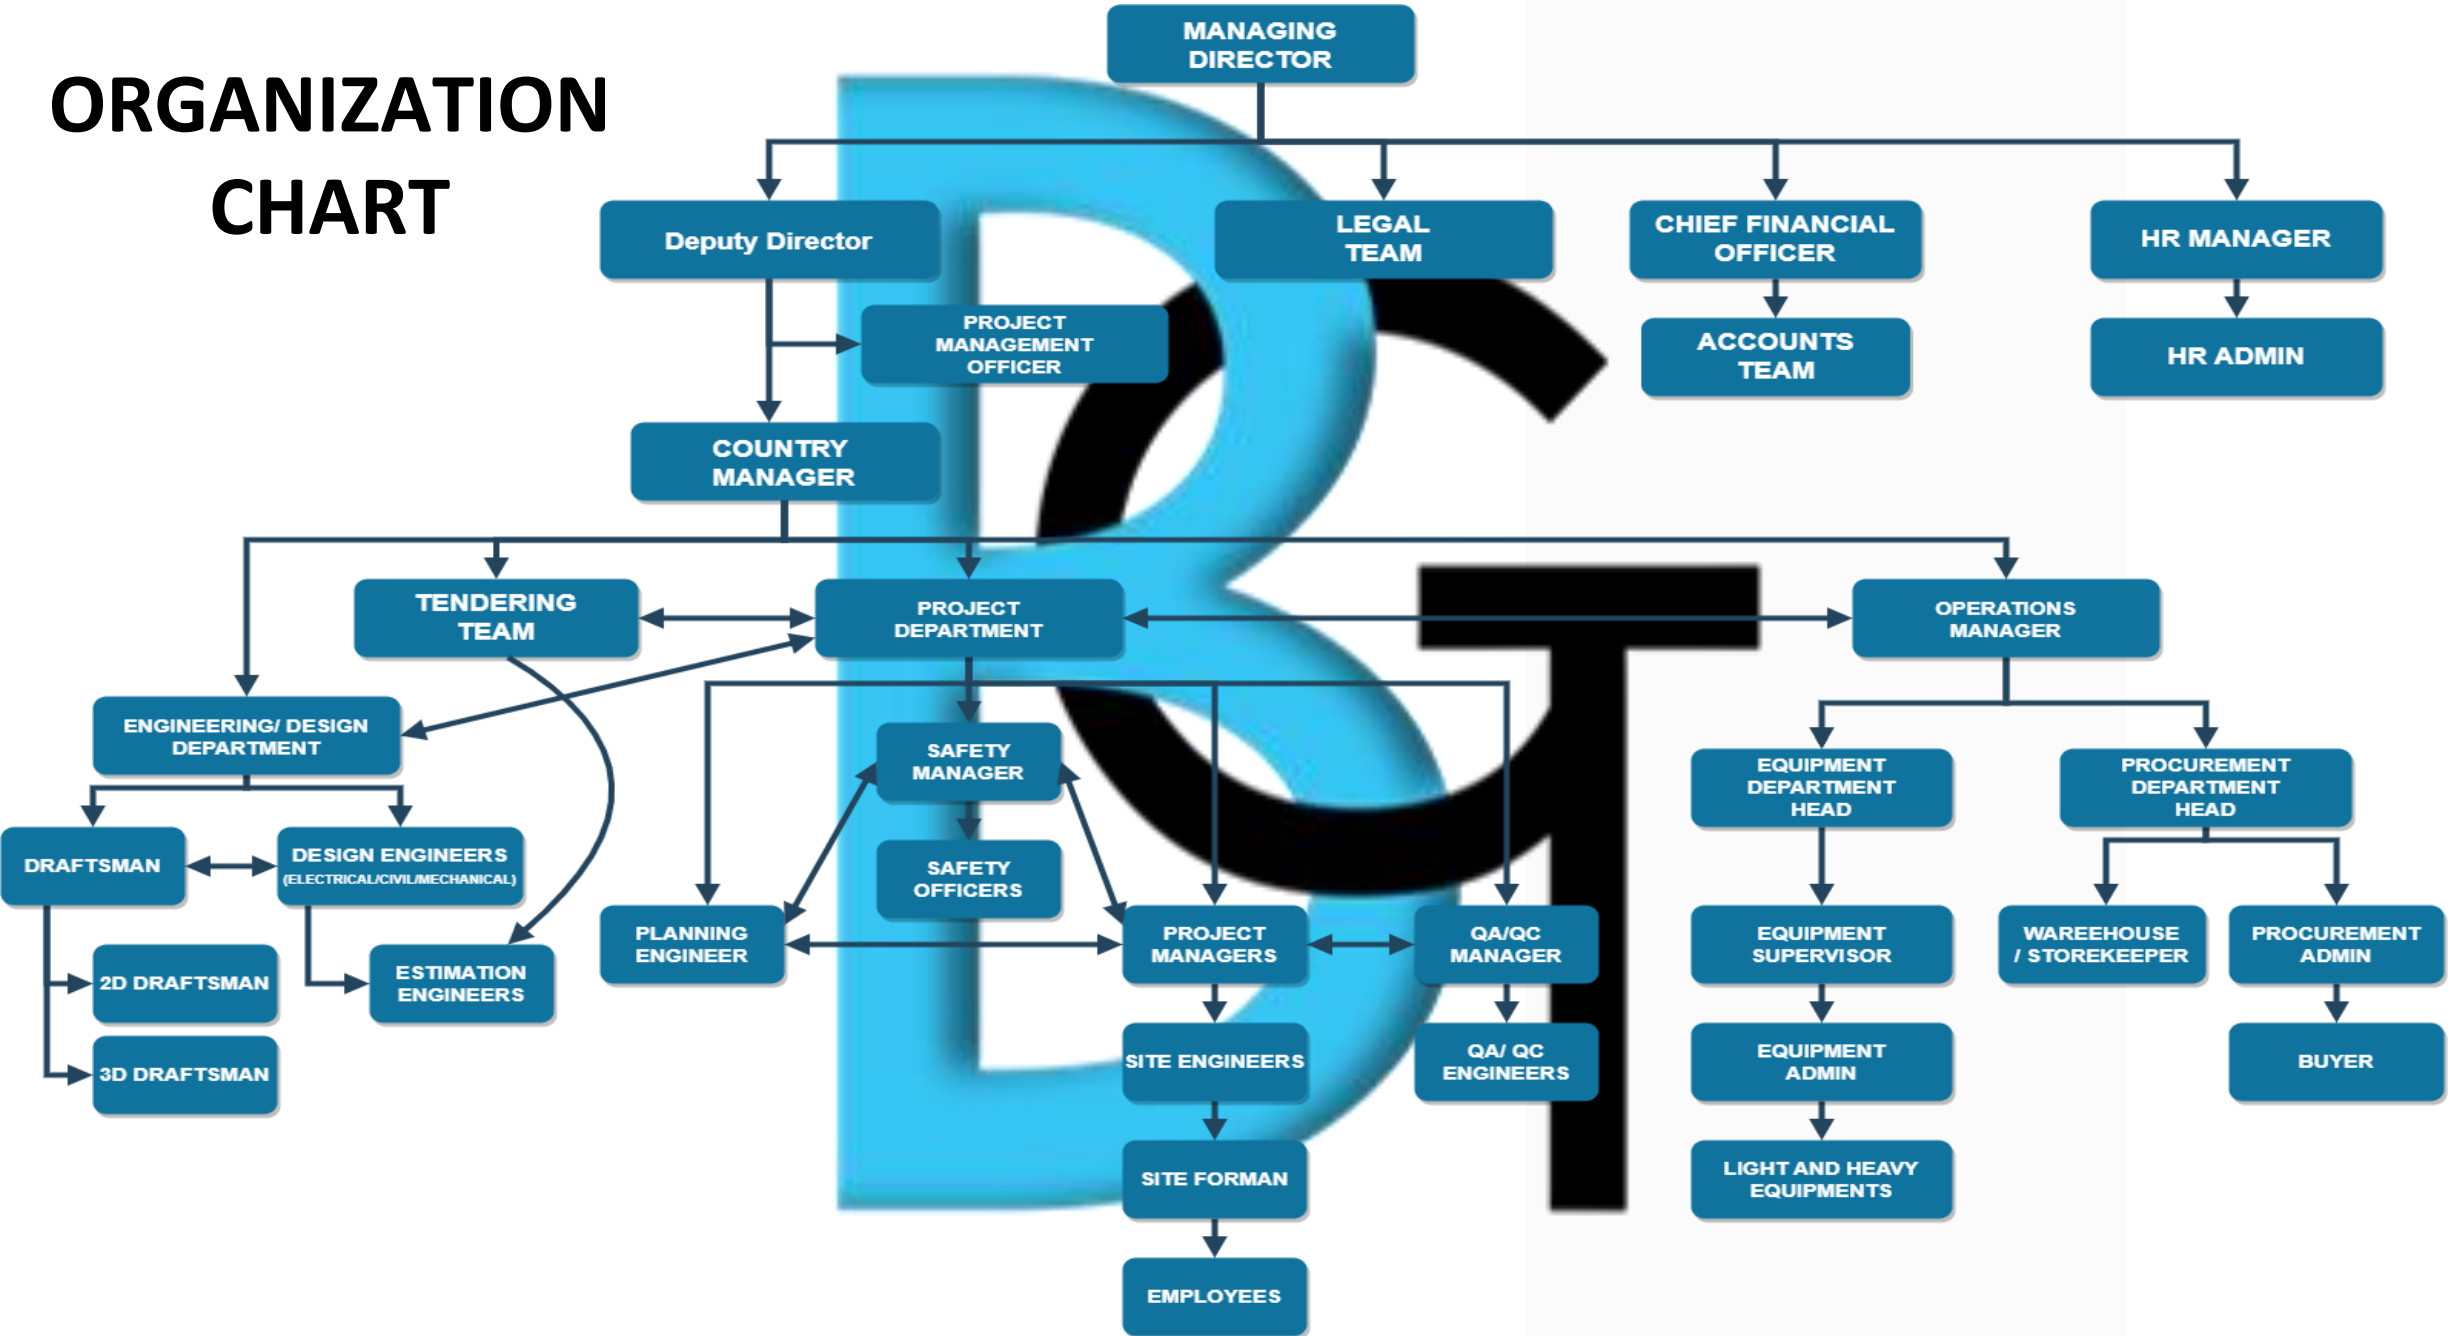 ORGANIZATION
CHART
MANAGING
DIRECTOR
Deputy Director
LEGAL
TEAM
CHIEF FINANCIAL
OFFICER
HR MANAGER
PROJECT
MANAGEMENT
OFFICER
ACCOUNTS
TEAM
HR ADMIN
COUNTRY
MANAGER
TENDERING
TEAM
PROJECT
DEPARTMENT
OPERATIONS
MANAGER
ENGINEERING/ DESIGN
DEPARTMENT
SAFETY
MANAGER
EQUIPMENT
DEPARTMENT
HEAD
PROCUREMENT
DEPARTMENT
HEAD
DRAFTSMAN
DESIGN ENGINEERS
(ELECTRICAL/CIVIL/MECHANICAL)
SAFETY
OFFICERS
PLANNING
ENGINEER
PROJECT
MANAGERS
QA/QC
MANAGER
EQUIPMENT
SUPERVISOR
WAREEHOUSE
/ STOREKEEPER
PROCUREMENT
ADMIN
2D DRAFTSMAN
ESTIMATION
ENGINEERS
3D DRAFTSMAN
SITE ENGINEERS
QA/ QC
ENGINEERS
EQUIPMENT
ADMIN
BUYER
SITE FORMAN
LIGHT AND HEAVY
EQUIPMENTS
EMPLOYEES
BCT